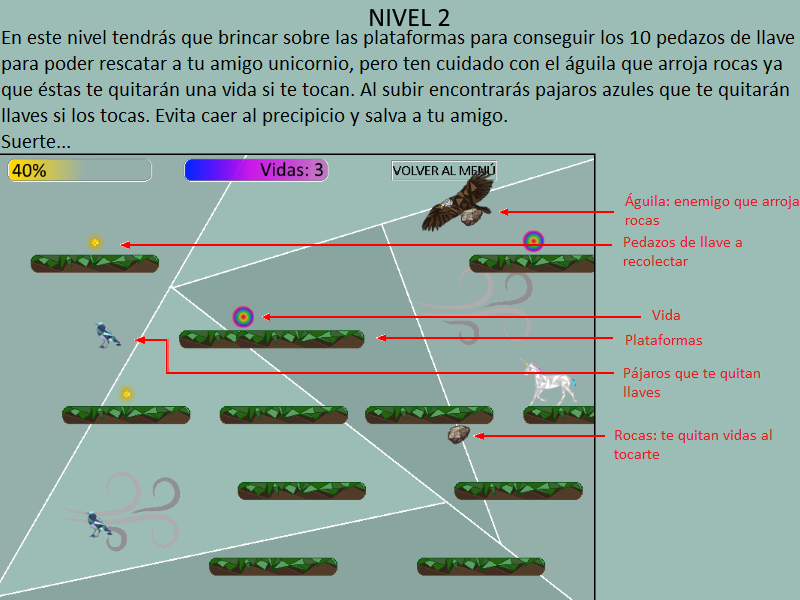 NIVEL 2
En este nivel tendrás que brincar sobre las plataformas para conseguir los 10 pedazos de llave
para poder rescatar a tu amigo unicornio, pero ten cuidado con el águila que arroja rocas ya
que éstas te quitarán una vida si te tocan. Al subir encontrarás pajaros azules que te quitarán
llaves si los tocas. Evita caer al precipicio y salva a tu amigo.
Suerte...
40%
Vidas: 3
VOLVER AL MENÚ
Águila: enemigo que arroja
rocas
Pedazos de llave a
recolectar
Vida
Plataformas
Pájaros que te quitan
llaves
Rocas: te quitan vidas al
tocarte